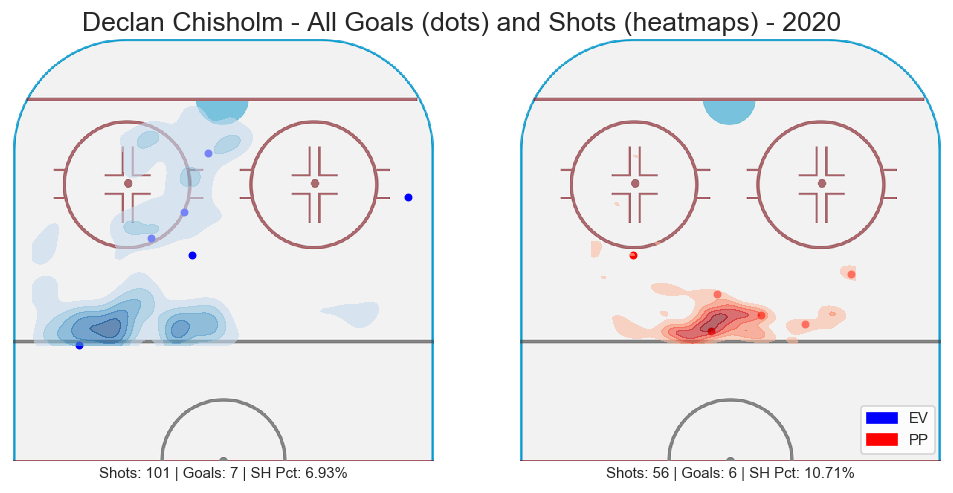 Declan Chisholm - All Goals (dots) and Shots (heatmaps) - 2020
EV
PP
Shots: 101 | Goals: 7 | SH Pct: 6.93%
Shots: 56 | Goals: 6 | SH Pct: 10.71%